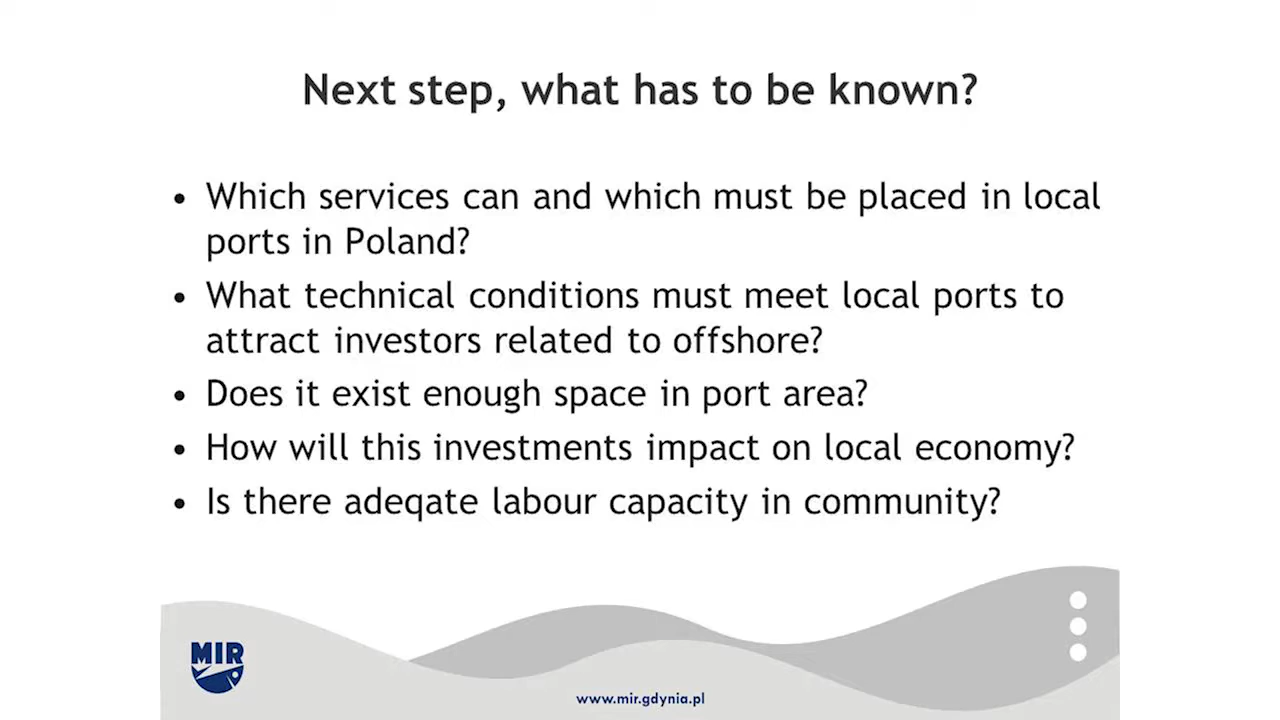 Next step, what has to be known?
• Which services can and which must be placed in local
ports in Poland?
• What technical conditions must meet local ports to
attract investors related to offshore?
• Does it exist enough space in port area?
• How will this investments impact on local economy?
• Is there adeqate labour capacity in community?
MIR
www.mir.gdynia.pl